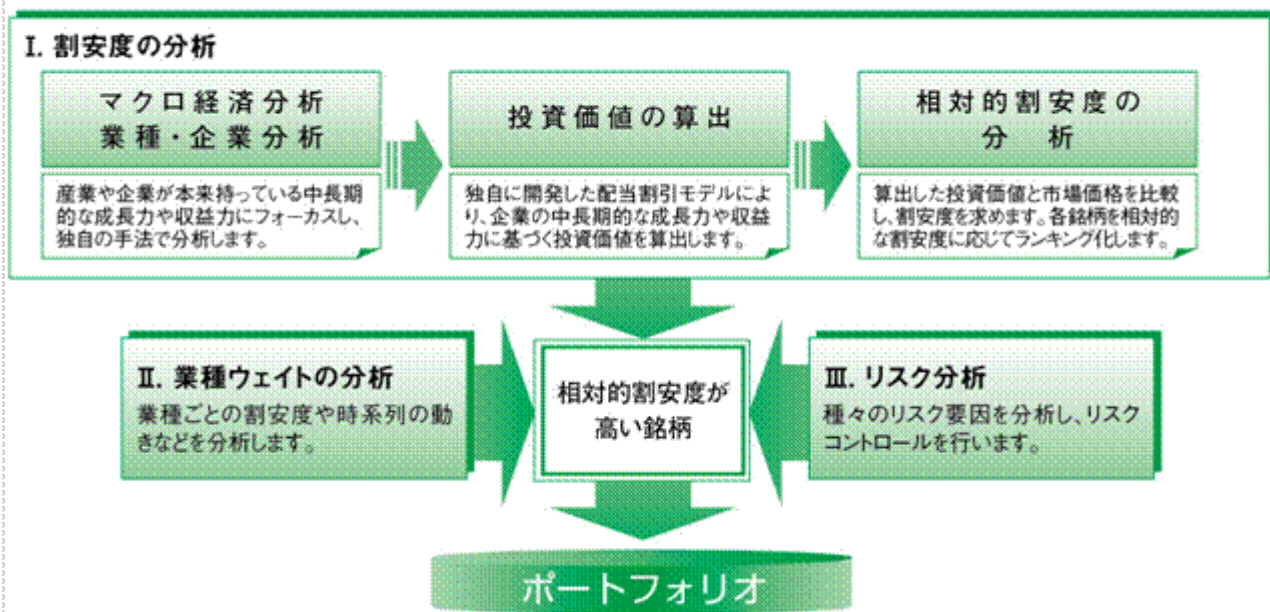 I. 割安度の分析
マクロ経済分析
業種・企業分析
産業や企業が本来持っている中長期
的な成長力や収益力にフォーカスし、
独自の手法で分析します。
投資価値の算出
独自に開発した配当割引モデルによ
り、企業の中長期的な成長力や収益
力に基づく投資価値を算出します。
相対的割安度の
分析
算出した投資価値と市場価格を比較
し、割安度を求めます。各銘柄を相対的
な割安度に応じてランキング化します。
Ⅱ. 業種ウェイトの分析
業種ごとの割安度や時系列の動
きなどを分析します。
相対的割安度が
高い銘柄
Ⅲ. リスク分析
種々のリスク要因を分析し、リスク
コントロールを行います。
ポートフォリオ